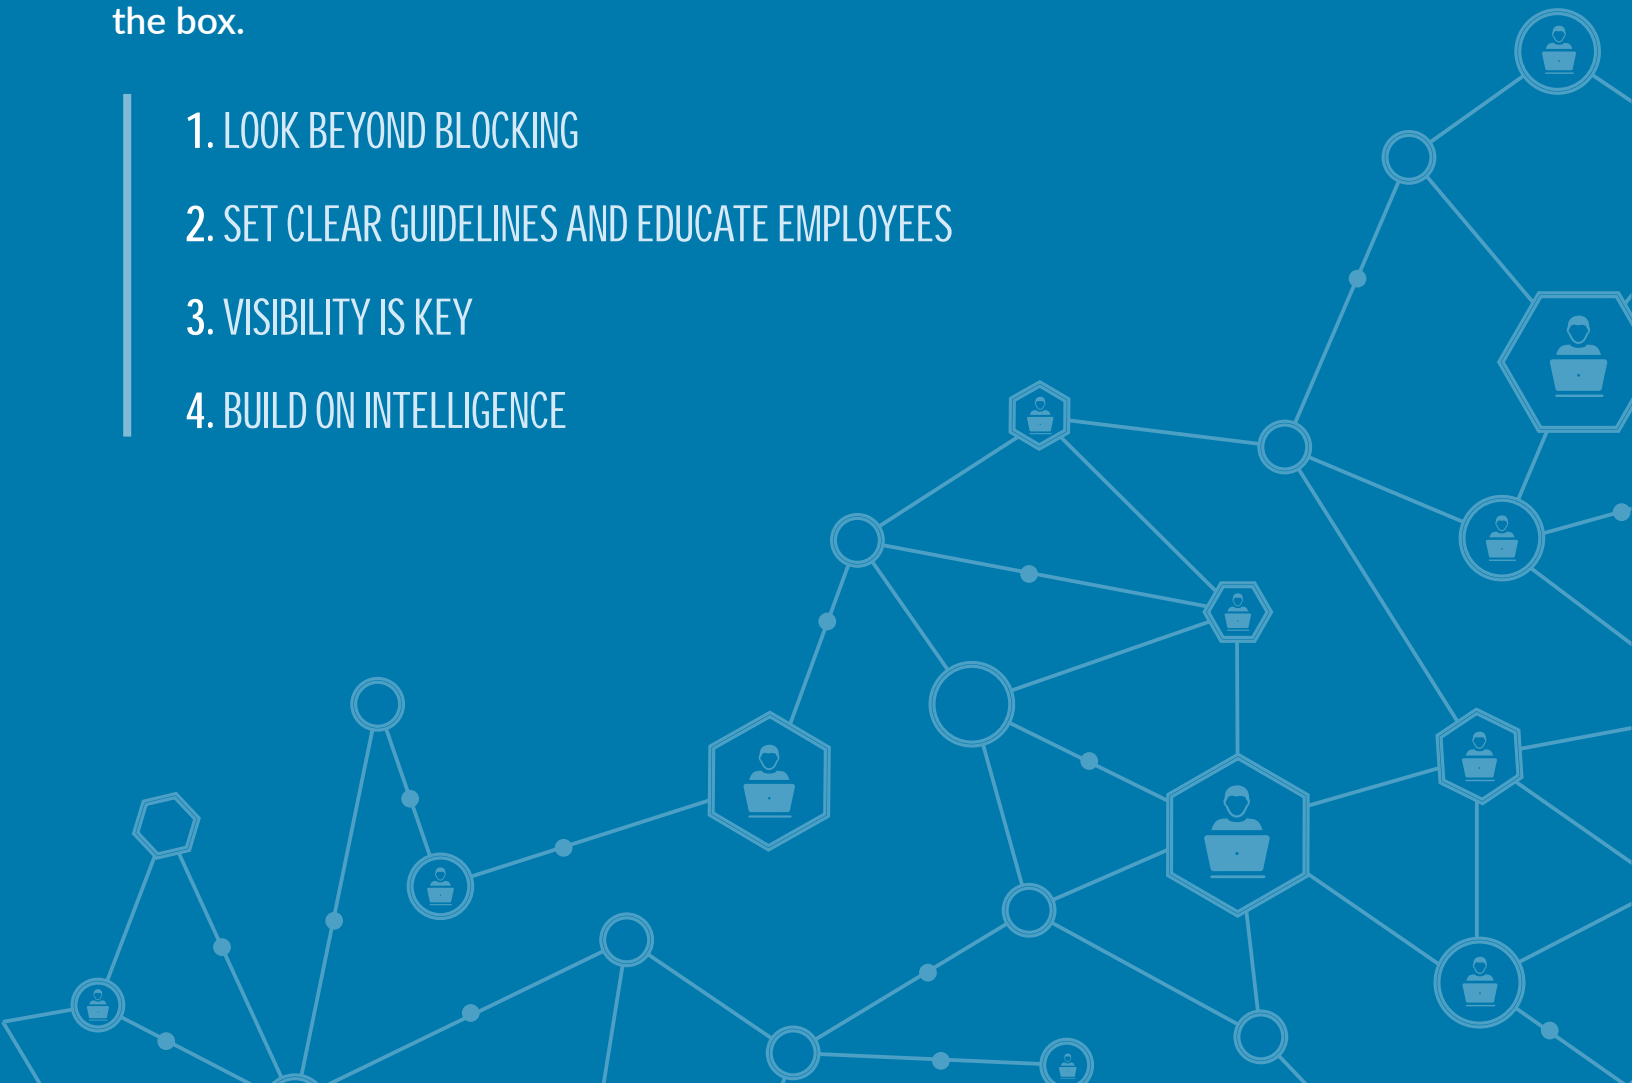 the box.
1. LOOK BEYOND BLOCKING
2. SET CLEAR GUIDELINES AND EDUCATE EMPLOYEES
3. VISIBILITY IS KEY
4. BUILD ON INTELLIGENCE